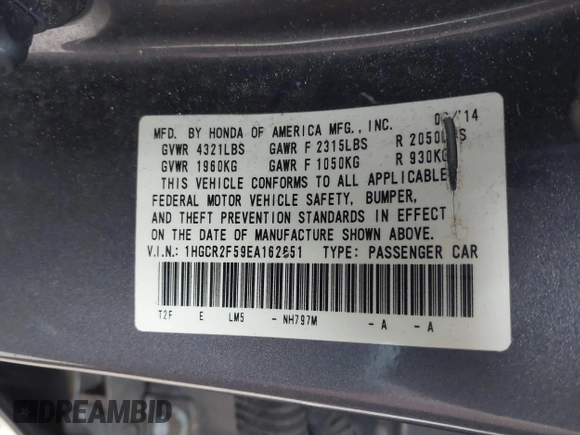 MFD. BY HONDA OF AMERICA MFG., INC.
GVWR 4321LBS GAWR F 2315LBS R 2050LBS
GVWR 1960KG GAWR F 1050KG R 930KG
THIS VEHICLE CONFORMS TO ALL APPLICABLE
FEDERAL MOTOR VEHICLE SAFETY, BUMPER,
AND THEFT PREVENTION STANDARDS IN EFFECT
ON THE DATE OF MANUFACTURE SHOWN ABOVE.
V.I.N.: 1HGCR2F59EA162651 TYPE: PASSENGER CAR
T2F E LM5 - NH797M - A - A
DREAMBID